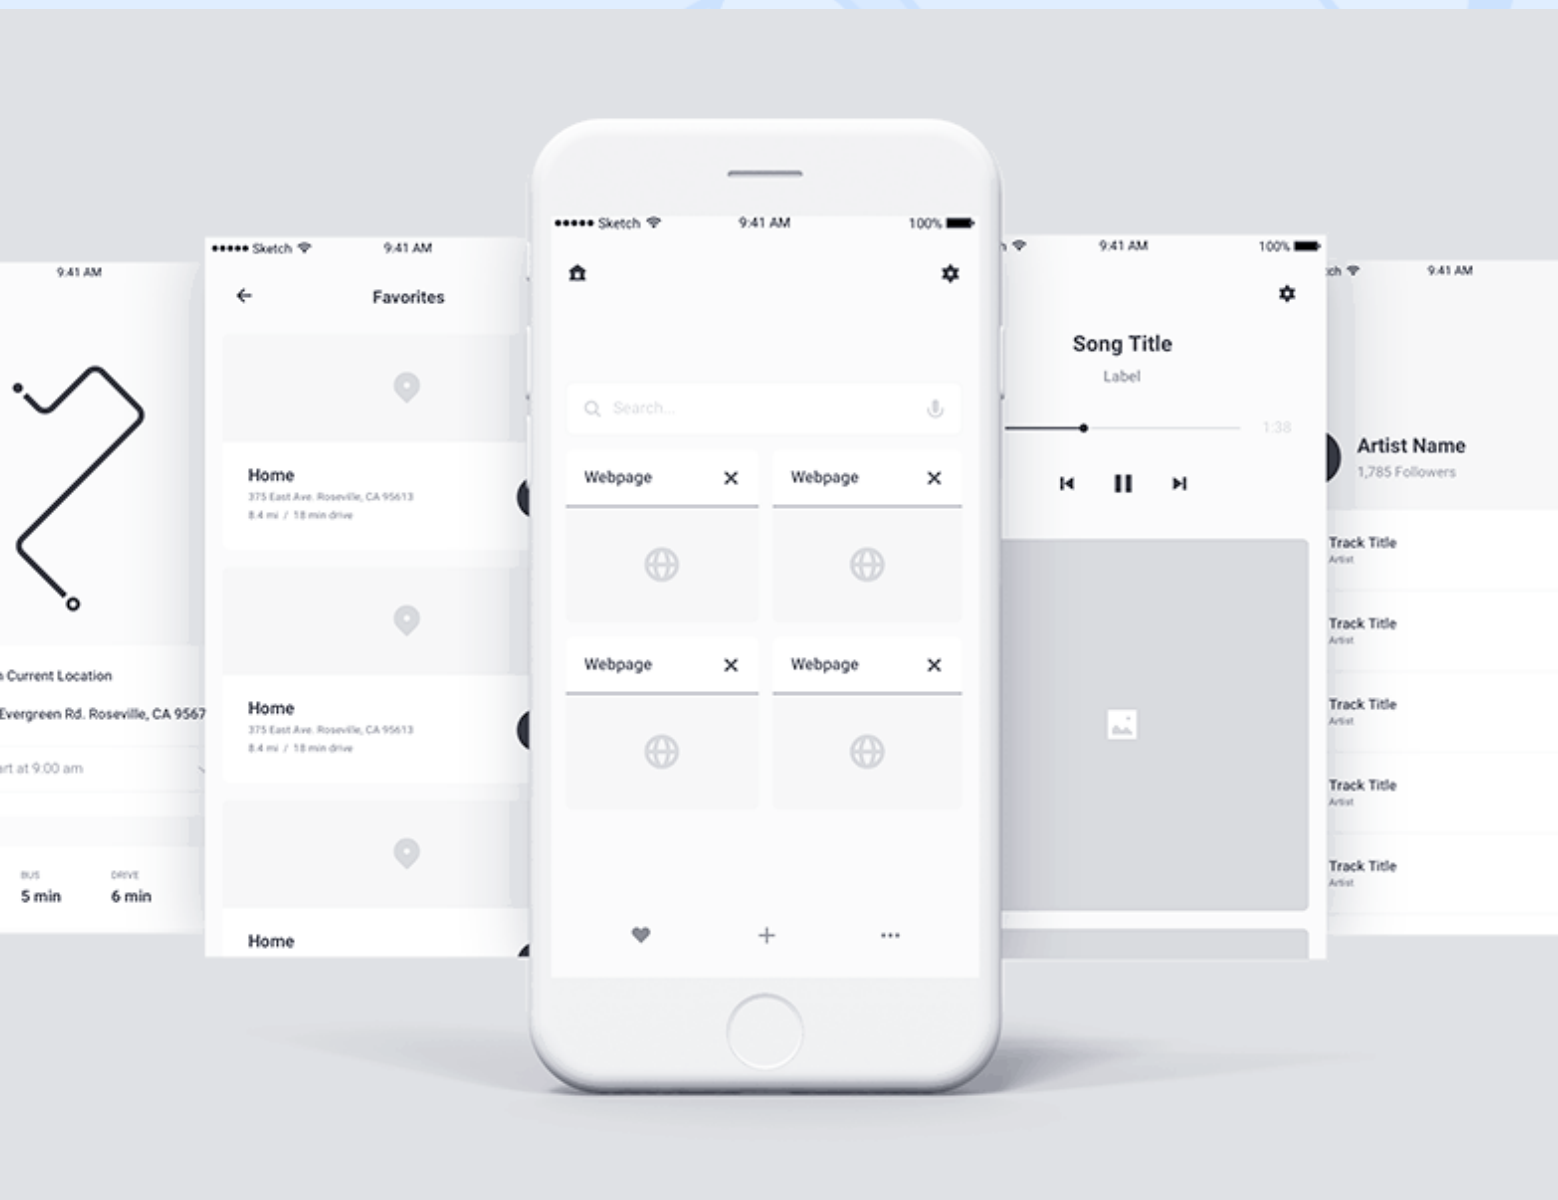 9:41 AM
Current Location
Evergreen Rd. Roseville, CA 9567
at 9:00 am
BUS
5 min
DRIVE
6 min
Sketch
9:41 AM
Favorites
Home
375 East Ave. Roseville, CA 95613
8.4 mi / 18 min drive
Home
375 East Ave. Roseville, CA 95613
8.4 mi / 18 min drive
Home
Sketch
9:41 AM
100%
Search...
Webpage
Webpage
Webpage
Webpage
9:41 AM
100%
Song Title
Label
1:38
9:41 AM
Artist Name
1,785 Followers
Track Title
Artist
Track Title
Artist
Track Title
Artist
Track Title
Artist
Track Title
Artist